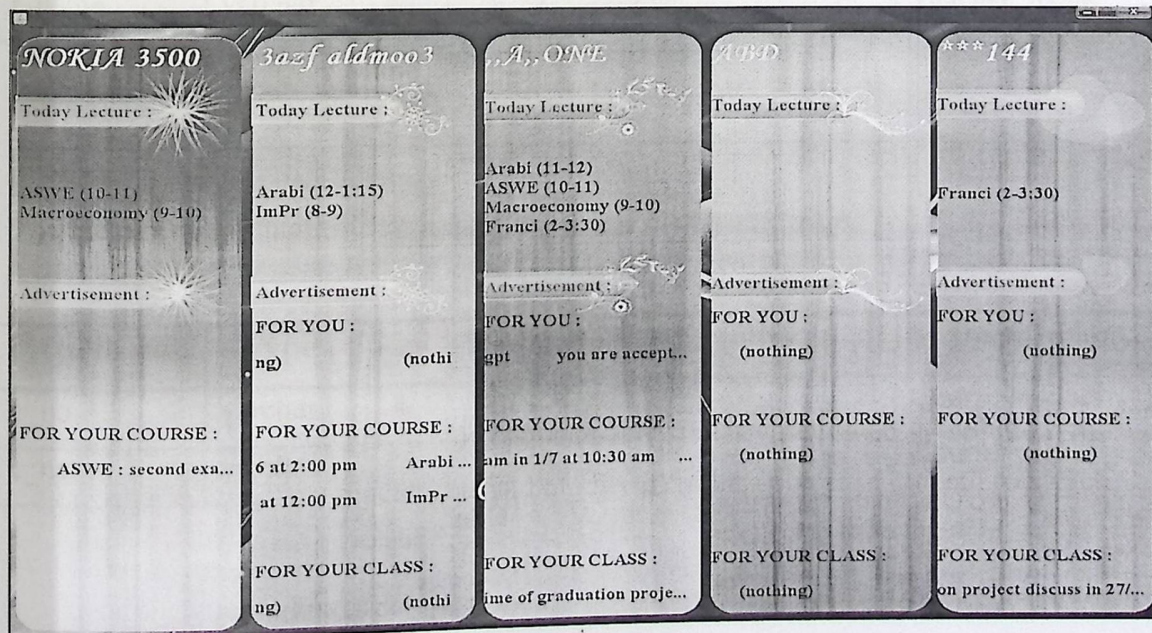 NOKIA 3500
Today Lecture :
ASWE (10-11)
Macroeconomy (9-10)
Advertisement :
FOR YOUR COURSE :
ASWE : second exa...
3azf aldmoo3
Today Lecture :
Arabi (12-1:15)
ImPr (8-9)
Advertisement :
FOR YOU :
ng) (nothi
FOR YOUR COURSE :
6 at 2:00 pm Arabi ...
at 12:00 pm ImPr ...
FOR YOUR CLASS :
ng) (nothi
,,A,,ONE
Today Lecture :
Arabi (11-12)
ASWE (10-11)
Macroeconomy (9-10)
Franci (2-3:30)
Advertisement :
FOR YOU :
gpt you are accept...
FOR YOUR COURSE :
am in 1/7 at 10:30 am ...
FOR YOUR CLASS :
ime of graduation proje...
ABD
Today Lecture :
Advertisement :
FOR YOU :
(nothing)
FOR YOUR COURSE :
(nothing)
FOR YOUR CLASS :
(nothing)
***144
Today Lecture :
Franci (2-3:30)
Advertisement :
FOR YOU :
(nothing)
FOR YOUR COURSE :
(nothing)
FOR YOUR CLASS :
on project discuss in 27/...